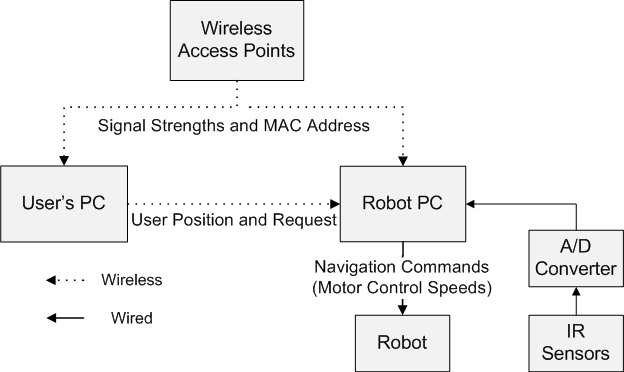 Wireless
Access Points
Signal Strengths and MAC Address
User's PC
User Position and Request
Robot PC
A/D
Converter
Navigation Commands
(Motor Control Speeds)
Wireless
Wired
Robot
IR
Sensors